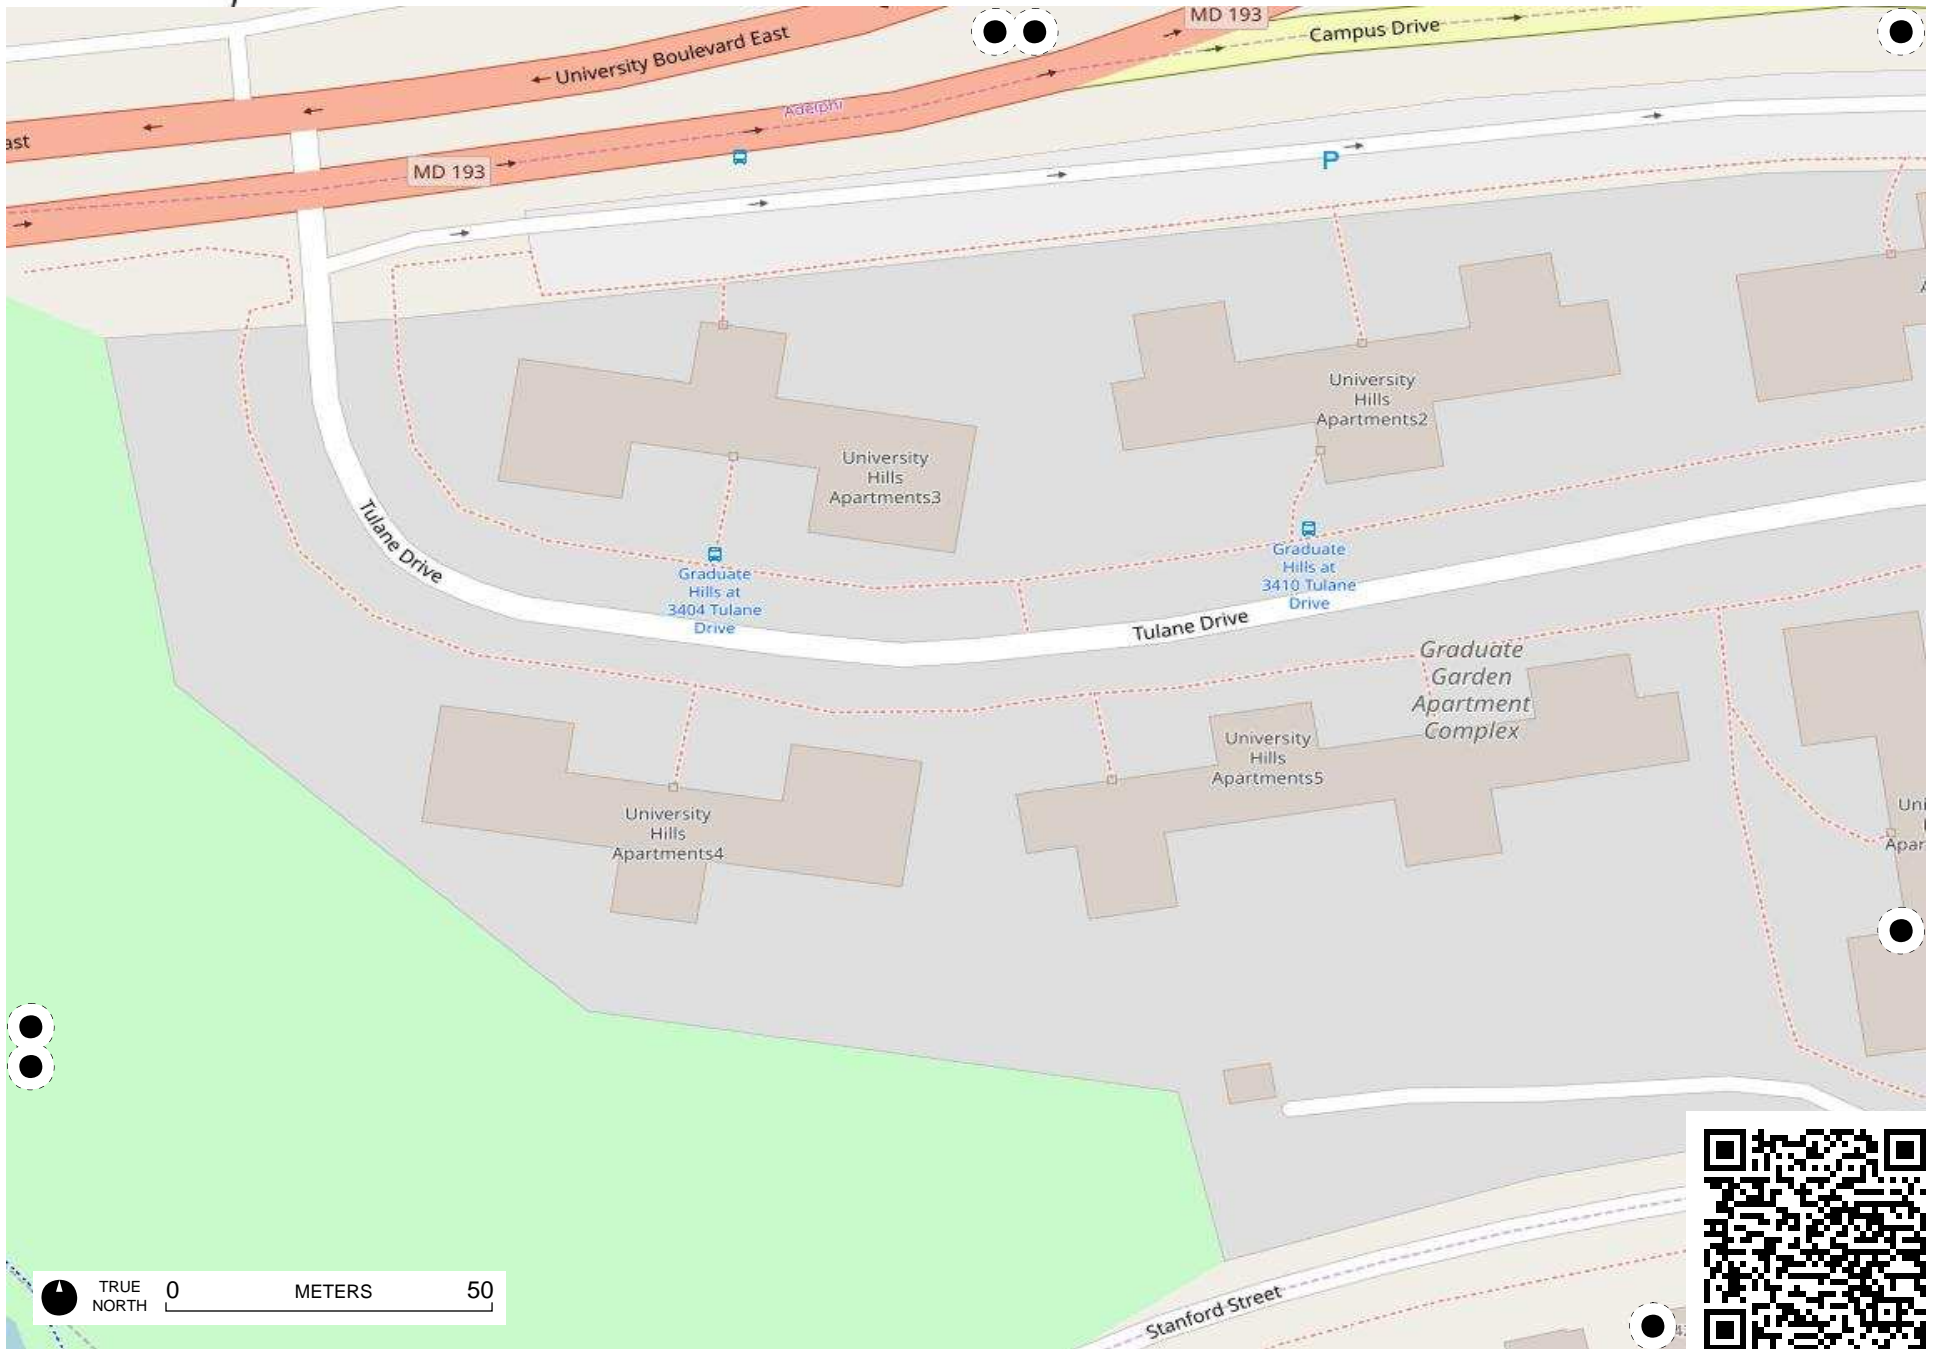 MD 193
University Boulevard East
Campus Drive
Adelphi
ast
MD 193
University
Hills
Apartments2
University
Hills
Apartments3
Tulane Drive
Graduate
Hills at
3404 Tulane
Drive
Graduate
Hills at
3410 Tulane
Drive
Tulane Drive
Graduate
Garden
Apartment
Complex
University
Hills
Apartments5
University
Hills
Apartments4
Uni
Apar
TRUE
NORTH
0 METERS 50
Stanford Street
P